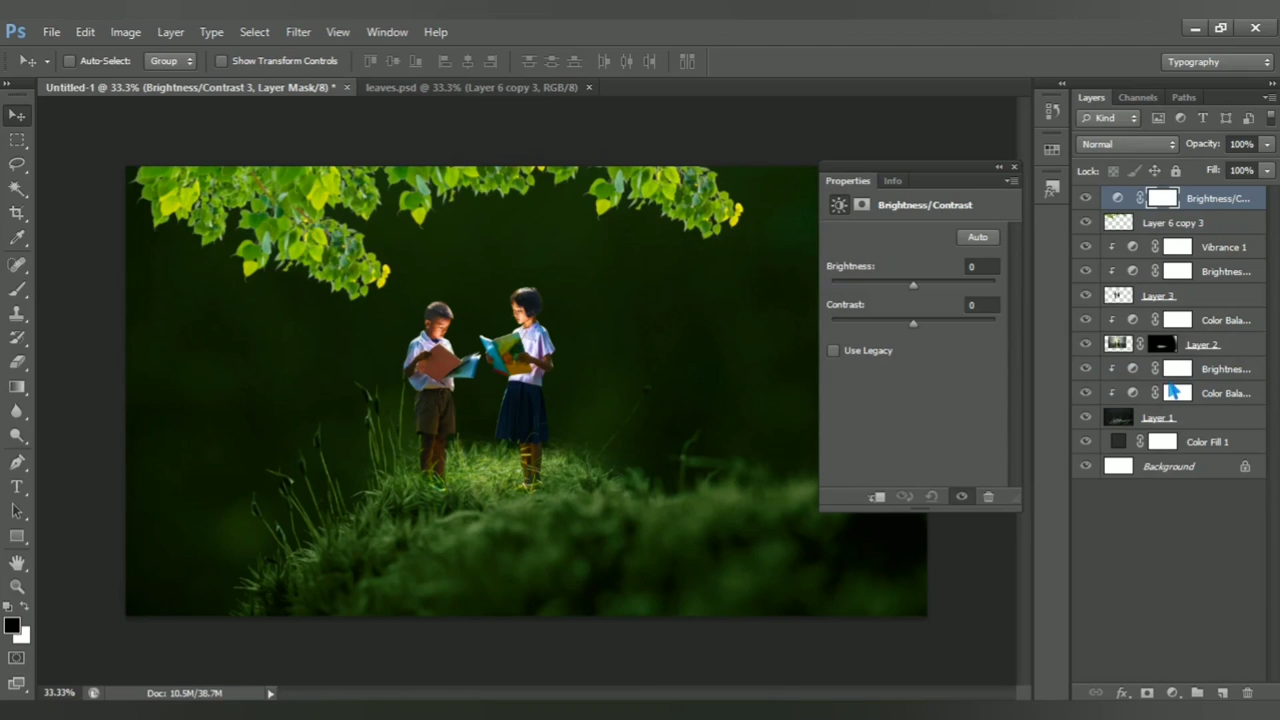 Ps File Edit Image Layer Type Select Filter View Window Help
Auto-Select: Group Show Transform Controls Typography
Untitled-1 @ 33.3% (Brightness/Contrast 3, Layer Mask/8) * × leaves.psd @ 33.3% (Layer 6 copy 3, RGB/8) ×
Layers Channels Paths
Kind
Normal Opacity: 100%
Lock: Fill: 100%
Properties Info
Brightness/Contrast
Auto
Brightness: 0
Contrast: 0
Use Legacy
Brightness/C...
Layer 6 copy 3
Vibrance 1
Brightnes...
Layer 3
Color Bala...
Layer 2
Brightnes...
Color Bala...
Layer 1
Color Fill 1
Background
33.33% Doc: 10.5M/38.7M